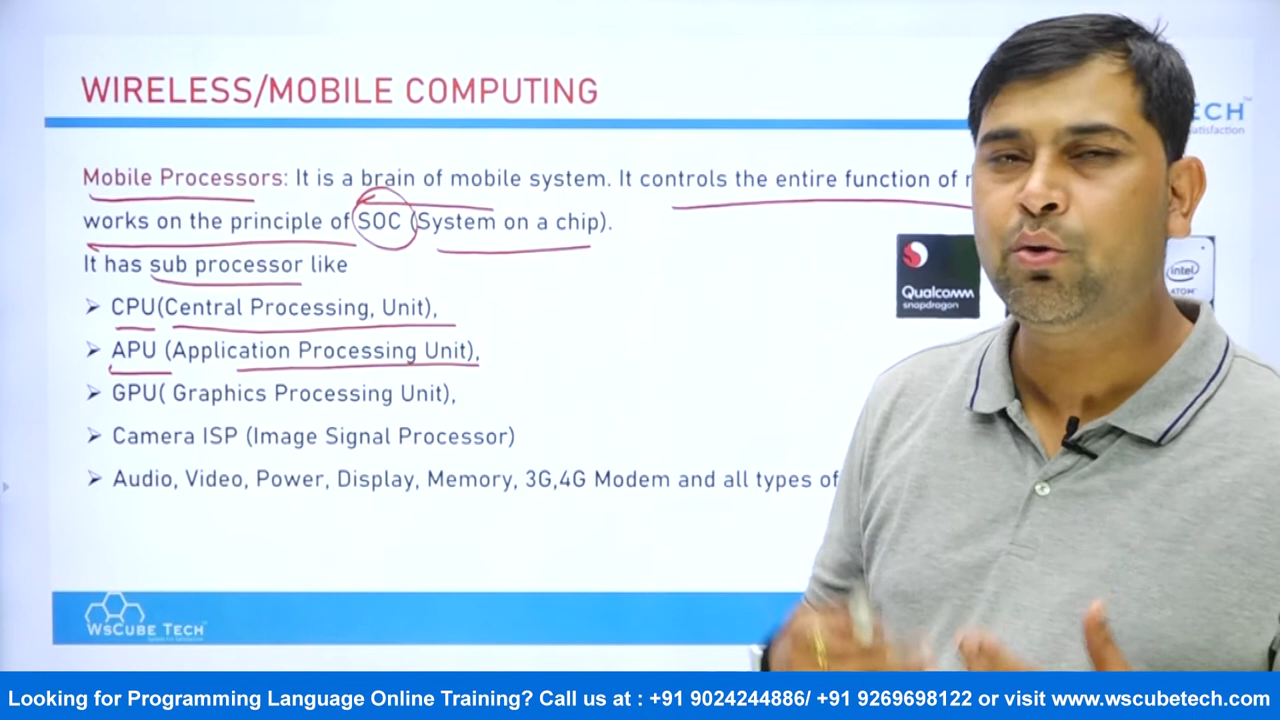 WIRELESS/MOBILE COMPUTING
ECH
Satisfaction
Mobile Processors: It is a brain of mobile system. It controls the entire function of
works on the principle of SOC (System on a chip).
It has sub processor like
➢ CPU(Central Processing, Unit),
➢ APU (Application Processing Unit),
➢ GPU( Graphics Processing Unit),
➢ Camera ISP (Image Signal Processor)
➢ Audio, Video, Power, Display, Memory, 3G,4G Modem and all types of
Qualcomm
snapdragon
intel
ATOM
WSCUBE TECH
Looking for Programming Language Online Training? Call us at : +91 9024244886/ +91 9269698122 or visit www.wscubetech.com